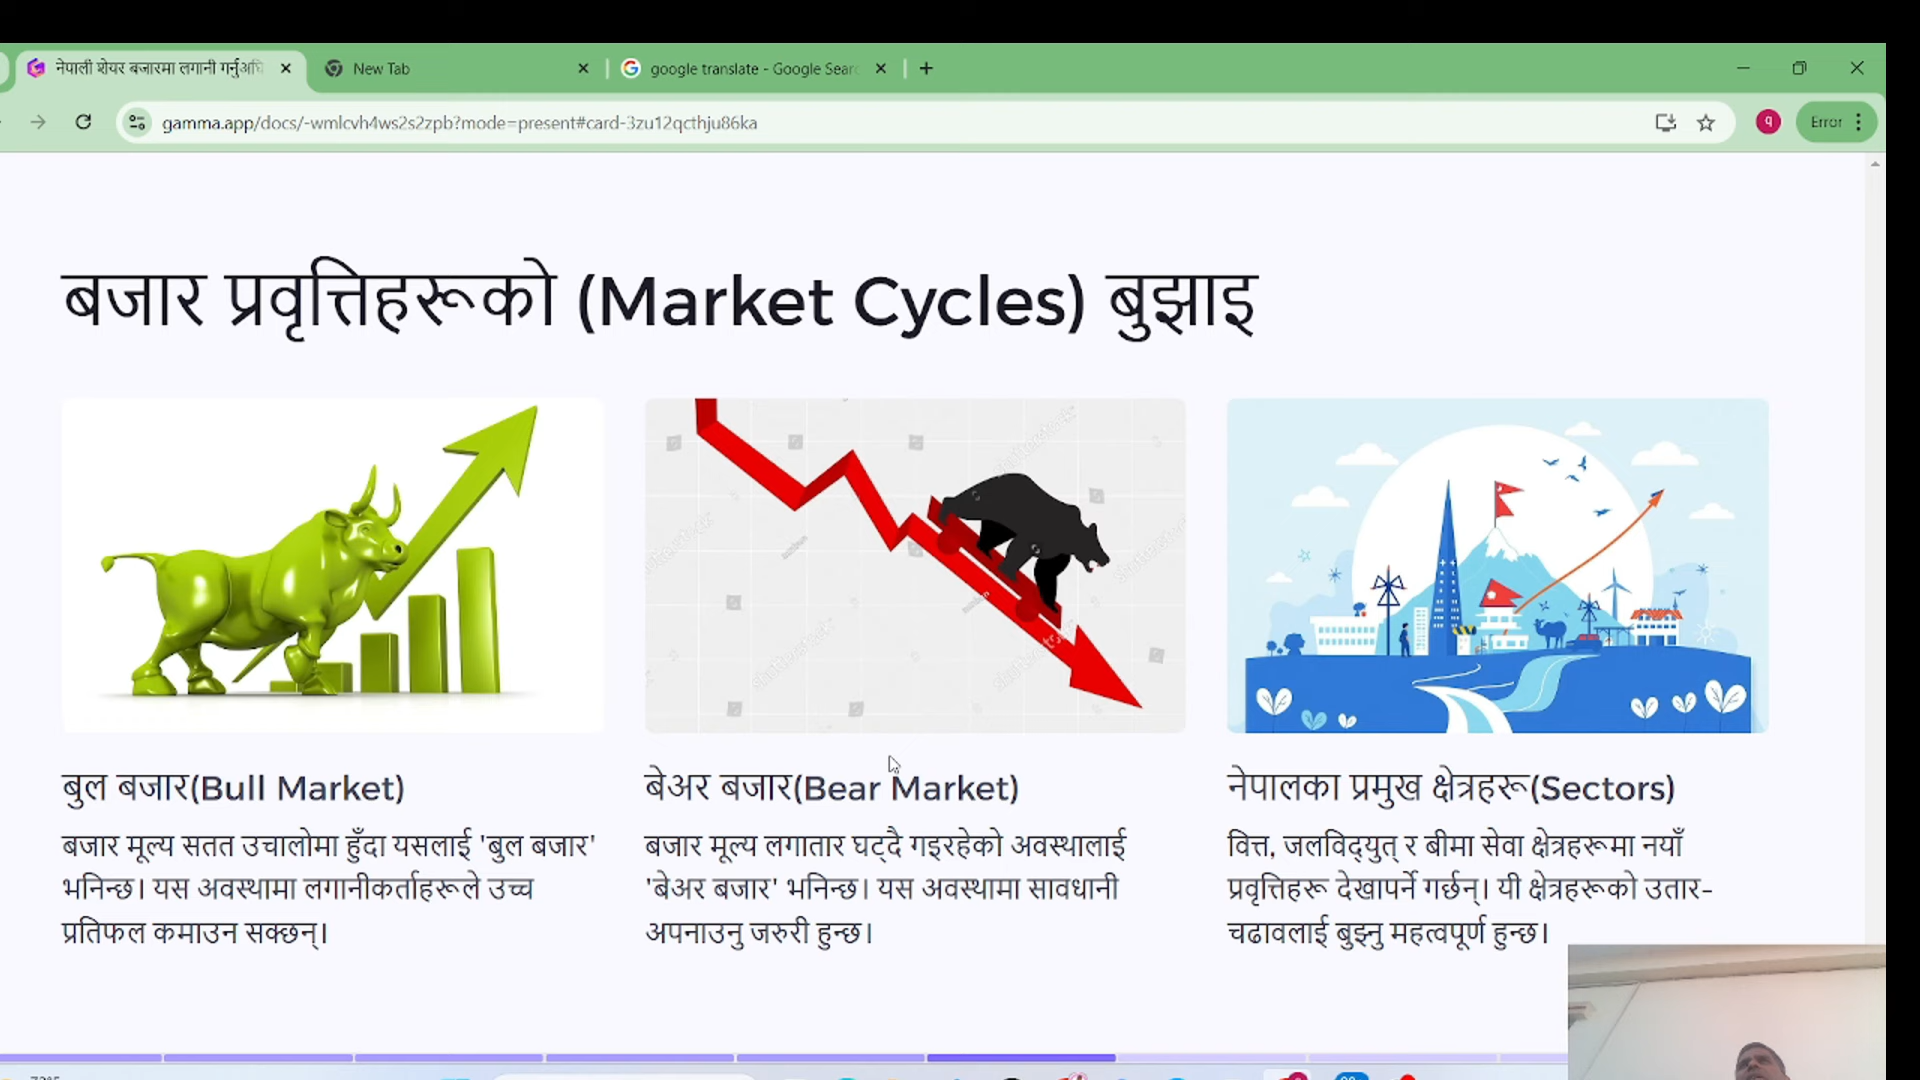 नेपाली शेयर बजारमा लगानी गर्नुअघि
New Tab
google translate - Google Sear
gamma.app/docs/-wmlcvh4ws2s2zpb?mode=present#card-3zu12qcthju86ka
q
Error
बजार प्रवृत्तिहरूको (Market Cycles) बुझाइ
बुल बजार(Bull Market)
बजार मूल्य सतत उचालोमा हुँदा यसलाई 'बुल बजार'
भनिन्छ। यस अवस्थामा लगानीकर्ताहरूले उच्च
प्रतिफल कमाउन सक्छन्।
बेअर बजार(Bear Market)
बजार मूल्य लगातार घट्दै गइरहेको अवस्थालाई
'बेअर बजार' भनिन्छ। यस अवस्थामा सावधानी
अपनाउनु जरुरी हुन्छ।
नेपालका प्रमुख क्षेत्रहरू(Sectors)
वित्त, जलविद्युत् र बीमा सेवा क्षेत्रहरूमा नयाँ
प्रवृत्तिहरू देखापर्ने गर्छन्। यी क्षेत्रहरूको उतार-
चढावलाई बुझ्नु महत्वपूर्ण हुन्छ।